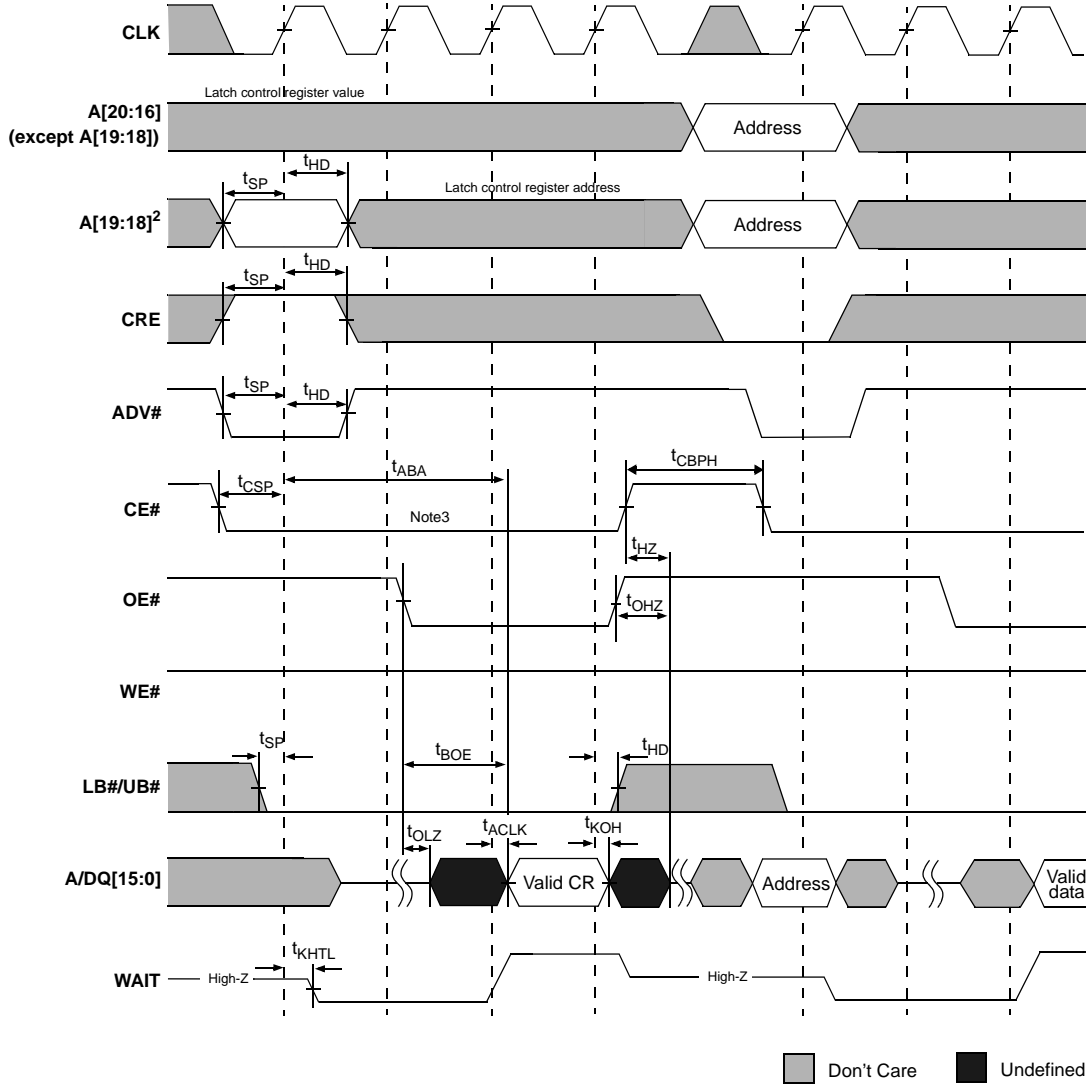 CLK
Latch control register value
A[20:16]
(except A[19:18])
Address
tHD
tSP
Latch control register address
A[19:18]2
Address
tHD
tSP
CRE
tSP
tHD
ADV#
tABA
tCBPH
tCSP
CE#
Note3
tHZ
OE#
tOHZ
WE#
tSP
tBOE
tHD
LB#/UB#
tOLZ
tACLK
tKOH
A/DQ[15:0]
Valid CR
Address
Valid
data
tKHTL
WAIT
High-Z
High-Z
Don't Care
Undefined